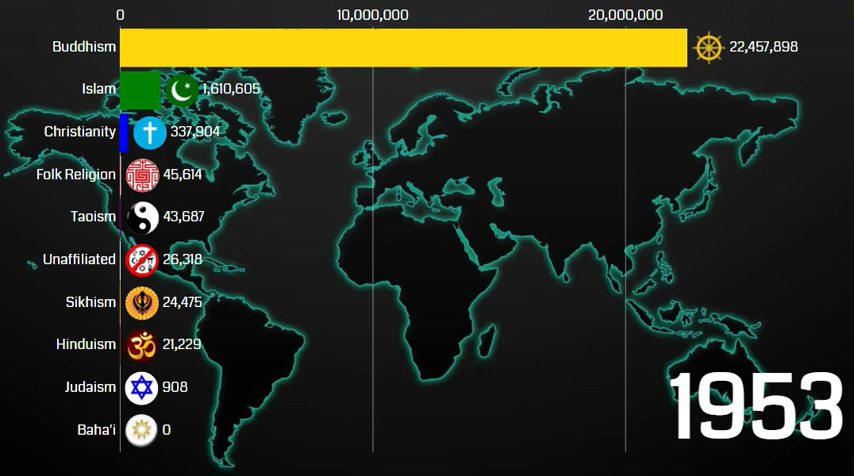 0 10,000,000 20,000,000
Buddhism 22,457,898
Islam 1,610,605
Christianity 337,904
Folk Religion 45,614
Taoism 43,687
Unaffiliated 26,318
Sikhism 24,475
Hinduism 21,229
Judaism 908
Baha'i 0
1953